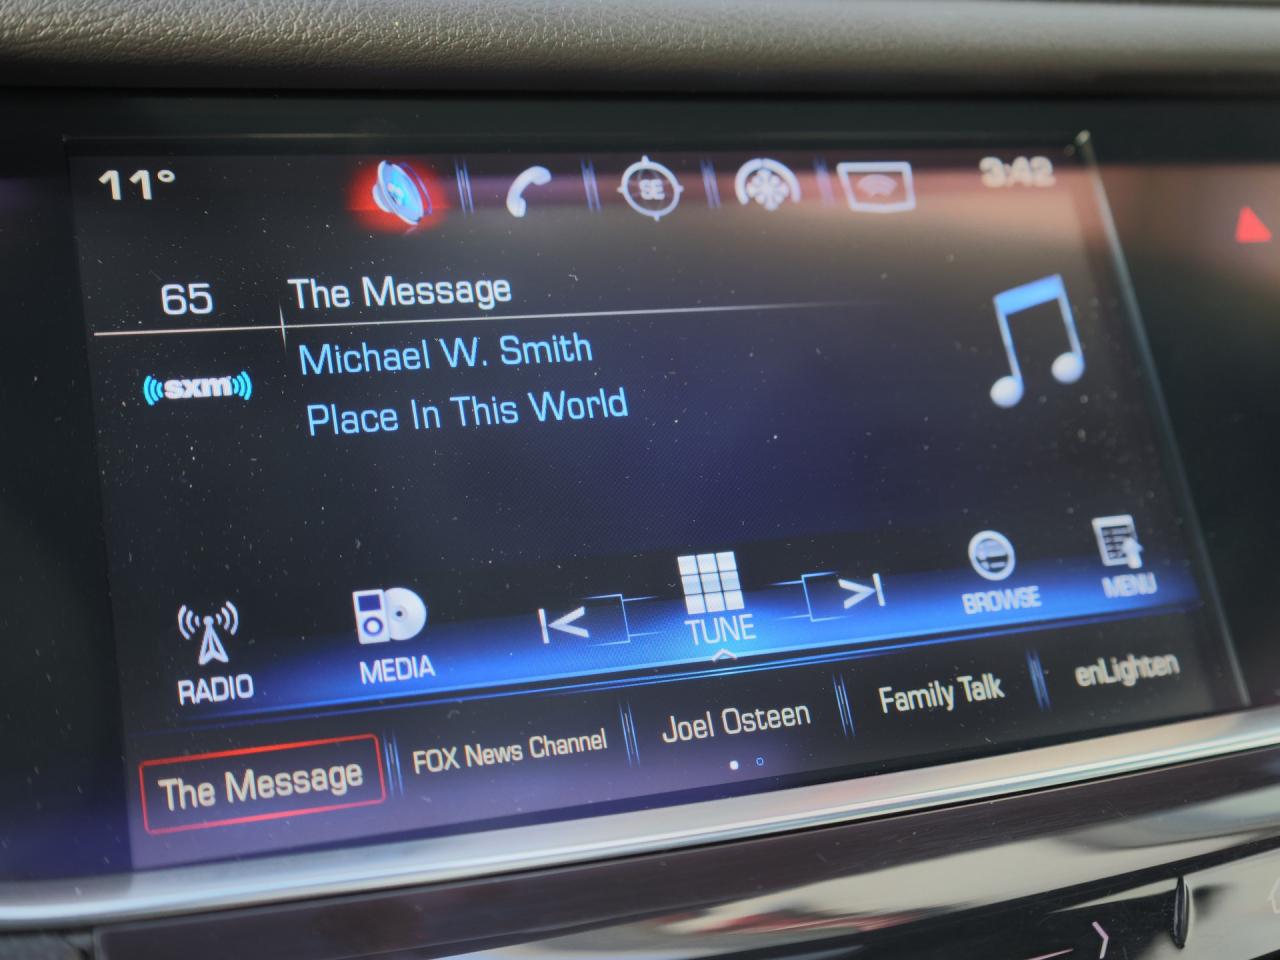 11°
SE
3:42
65
The Message
sxm
Michael W. Smith
Place In This World
RADIO
MEDIA
TUNE
BROWSE
MENU
The Message
FOX News Channel
Joel Osteen
Family Talk
enLighten